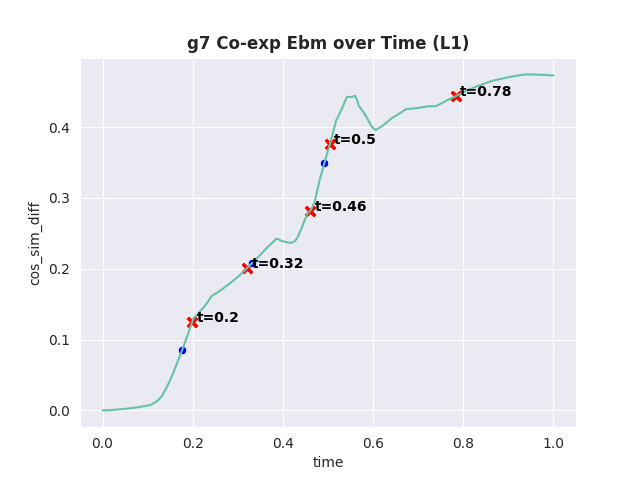 g7 Co-exp Ebm over Time (L1)
cos_sim_diff
0.4
0.3
0.2
0.1
0.0
t=0.78
t=0.5
t=0.46
t=0.32
t=0.2
0.0 0.2 0.4 0.6 0.8 1.0
time